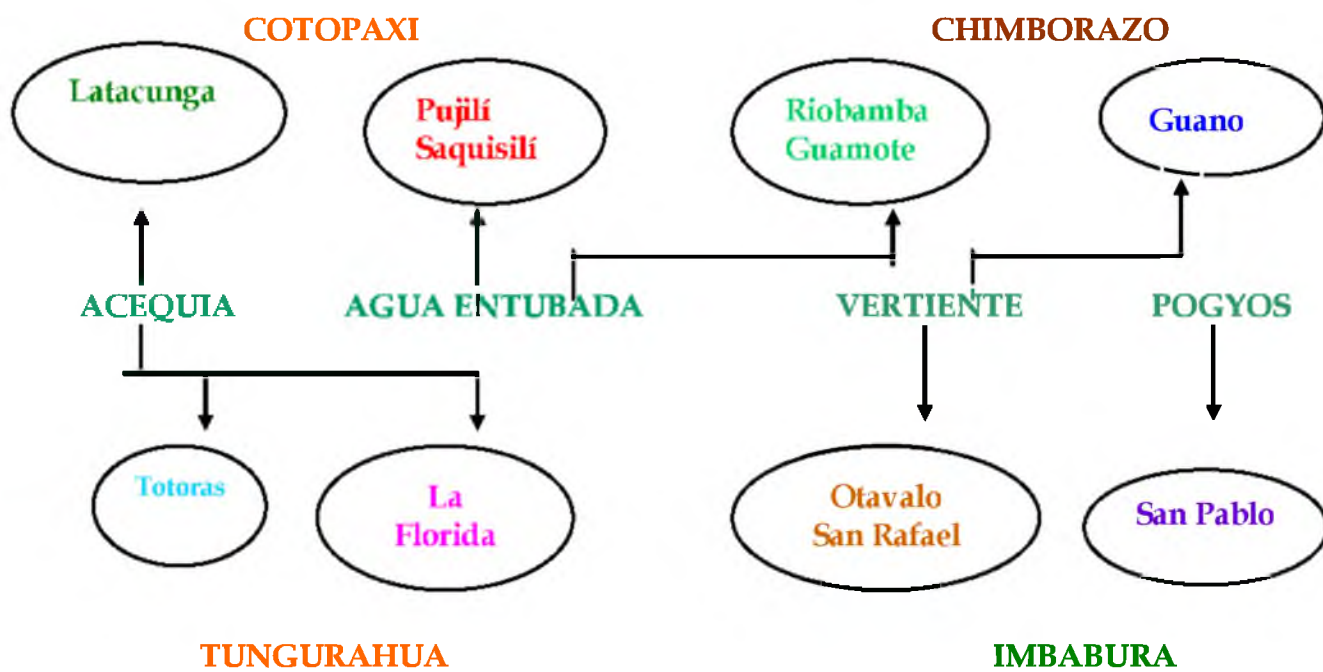 COTOPAXI
CHIMBORAZO
Latacunga
Pujilí
Saquisilí
Riobamba
Guamote
Guano
ACEQUIA
AGUA ENTUBADA
VERTIENTE
POGYOS
Totoras
La
Florida
Otavalo
San Rafael
San Pablo
TUNGURAHUA
IMBABURA